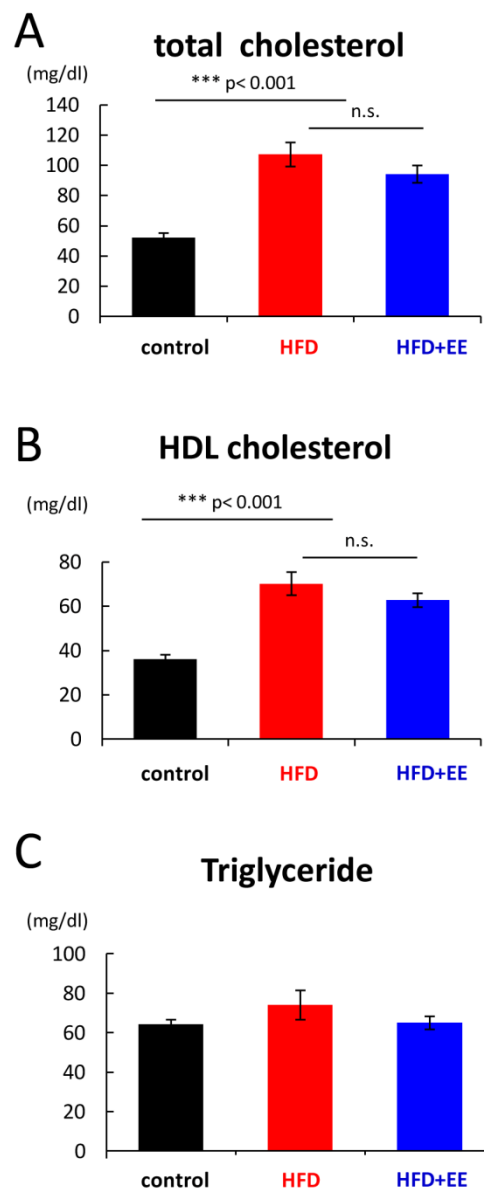 A
total cholesterol
(mg/dl)
*** p< 0.001
n.s.
140
120
100
80
60
40
20
0
control HFD HFD+EE
B
HDL cholesterol
(mg/dl)
*** p< 0.001
n.s.
80
60
40
20
0
control HFD HFD+EE
C
Triglyceride
(mg/dl)
100
80
60
40
20
0
control HFD HFD+EE